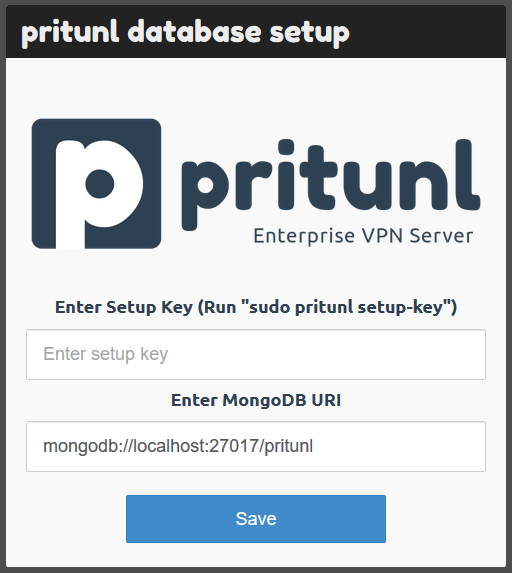 pritunl database setup
p pritunl
Enterprise VPN Server
Enter Setup Key (Run "sudo pritunl setup-key")
Enter setup key
Enter MongoDB URI
mongodb://localhost:27017/pritunl
Save